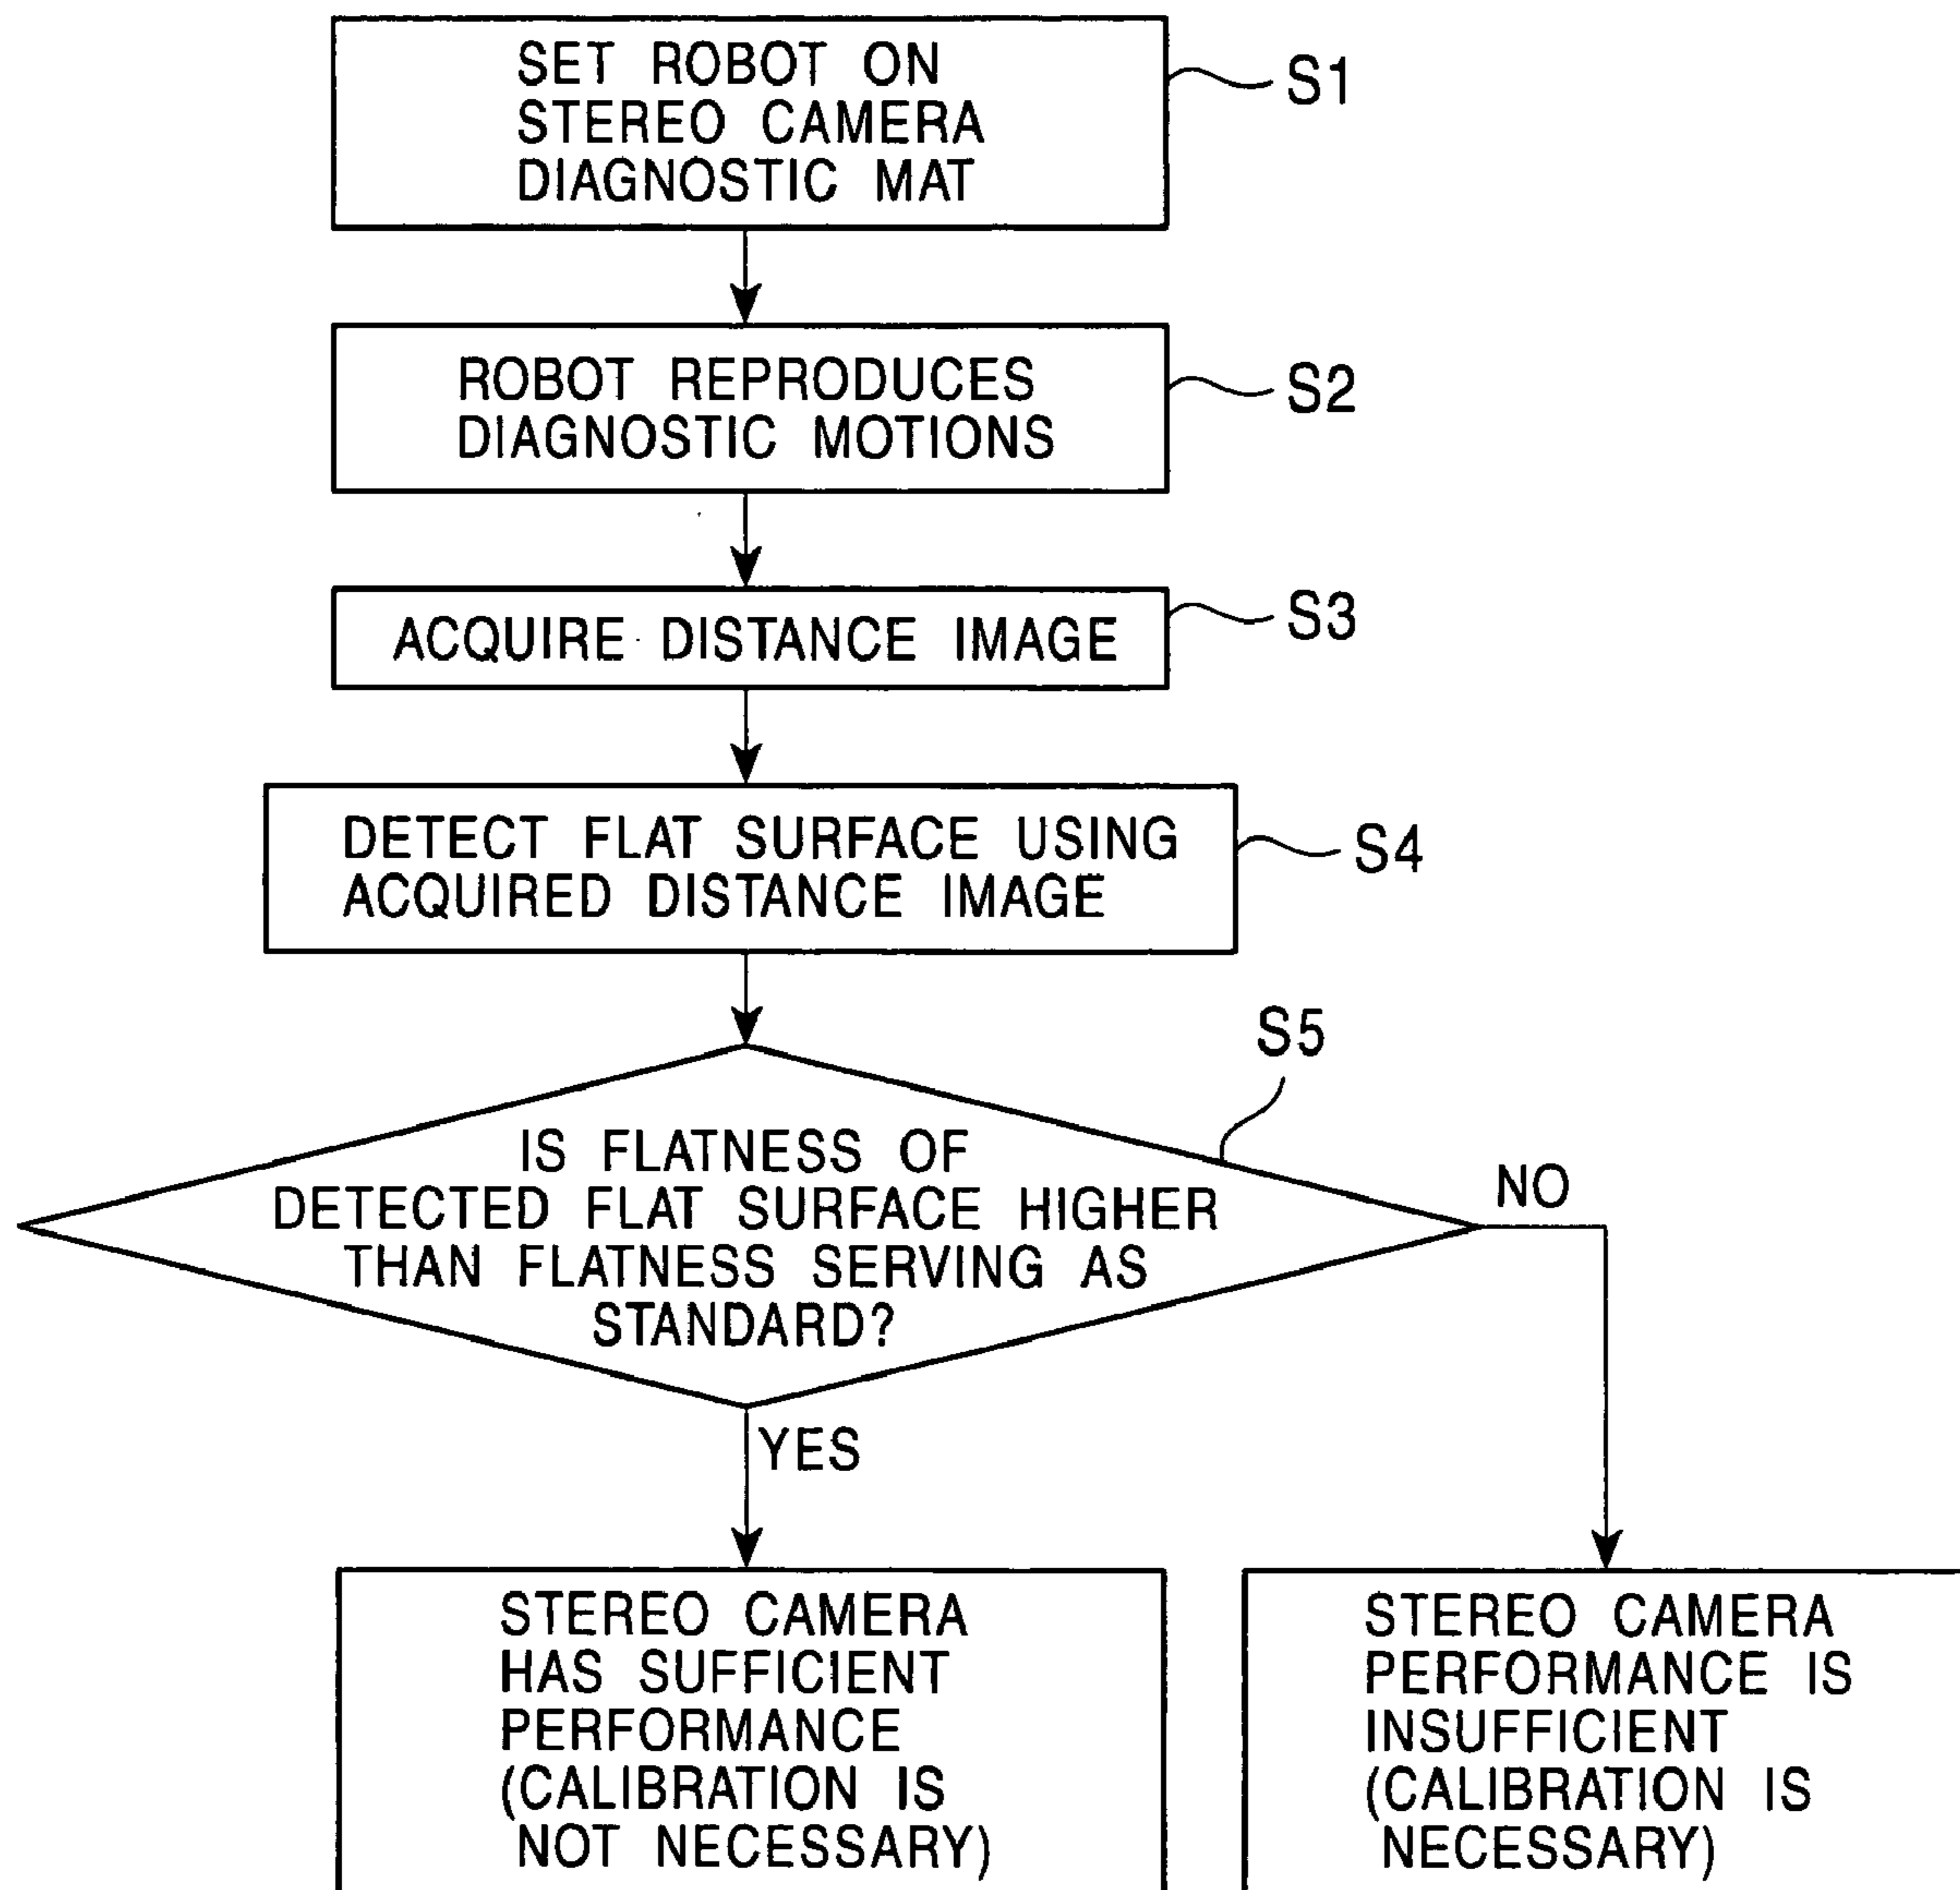 SET ROBOT ON
STEREO CAMERA
DIAGNOSTIC MAT
S1
ROBOT REPRODUCES
DIAGNOSTIC MOTIONS
S2
ACQUIRE DISTANCE IMAGE
S3
DETECT FLAT SURFACE USING
ACQUIRED DISTANCE IMAGE
S4
S5
IS FLATNESS OF
DETECTED FLAT SURFACE HIGHER
THAN FLATNESS SERVING AS
STANDARD?
NO
YES
STEREO CAMERA
HAS SUFFICIENT
PERFORMANCE
(CALIBRATION IS
NOT NECESSARY)
STEREO CAMERA
PERFORMANCE IS
INSUFFICIENT
(CALIBRATION IS
NECESSARY)